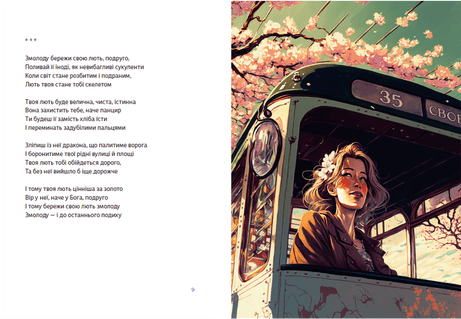 * * *
Змолоду бережи свою лють, подруго,
Поливай її іноді, як невибагливі сукуленти
Коли світ стане розбитим і подраним,
Лють твоя стане тобі скелетом
Твоя лють буде велична, чиста, істинна
Вона захистить тебе, наче панцир
Ти будеш її замість хліба їсти
І переминать задубілими пальцями
Зліпиш із неї дракона, що палитиме ворога
І боронитиме твої рідні вулиці й площі
Твоя лють тобі обійдеться дорого,
Та без неї вийшло б іще дорожче
І тому твоя лють цінніша за золото
Вір у неї, наче у Бога, подруго
І тому бережи свою лють змолоду
Змолоду — і до останнього подиху
9
35
СВОБ